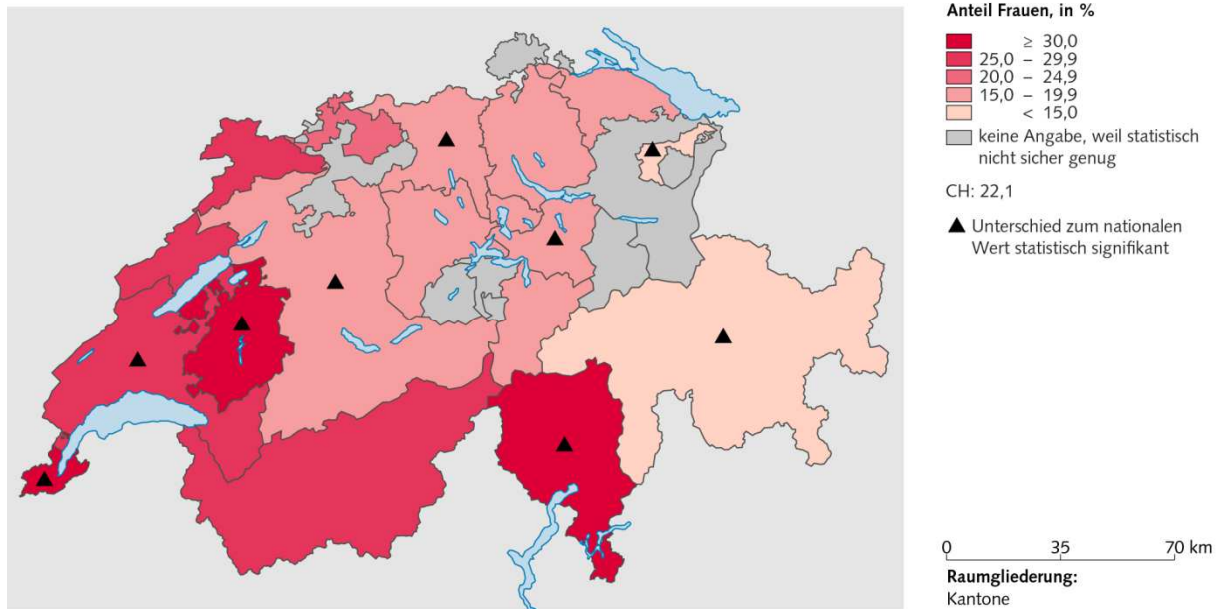 Anteil Frauen, in %
≥ 30,0
25,0 – 29,9
20,0 – 24,9
15,0 – 19,9
< 15,0
keine Angabe, weil statistisch
nicht sicher genug
CH: 22,1
▲ Unterschied zum nationalen
Wert statistisch signifikant
0 35 70 km
Raumgliederung:
Kantone